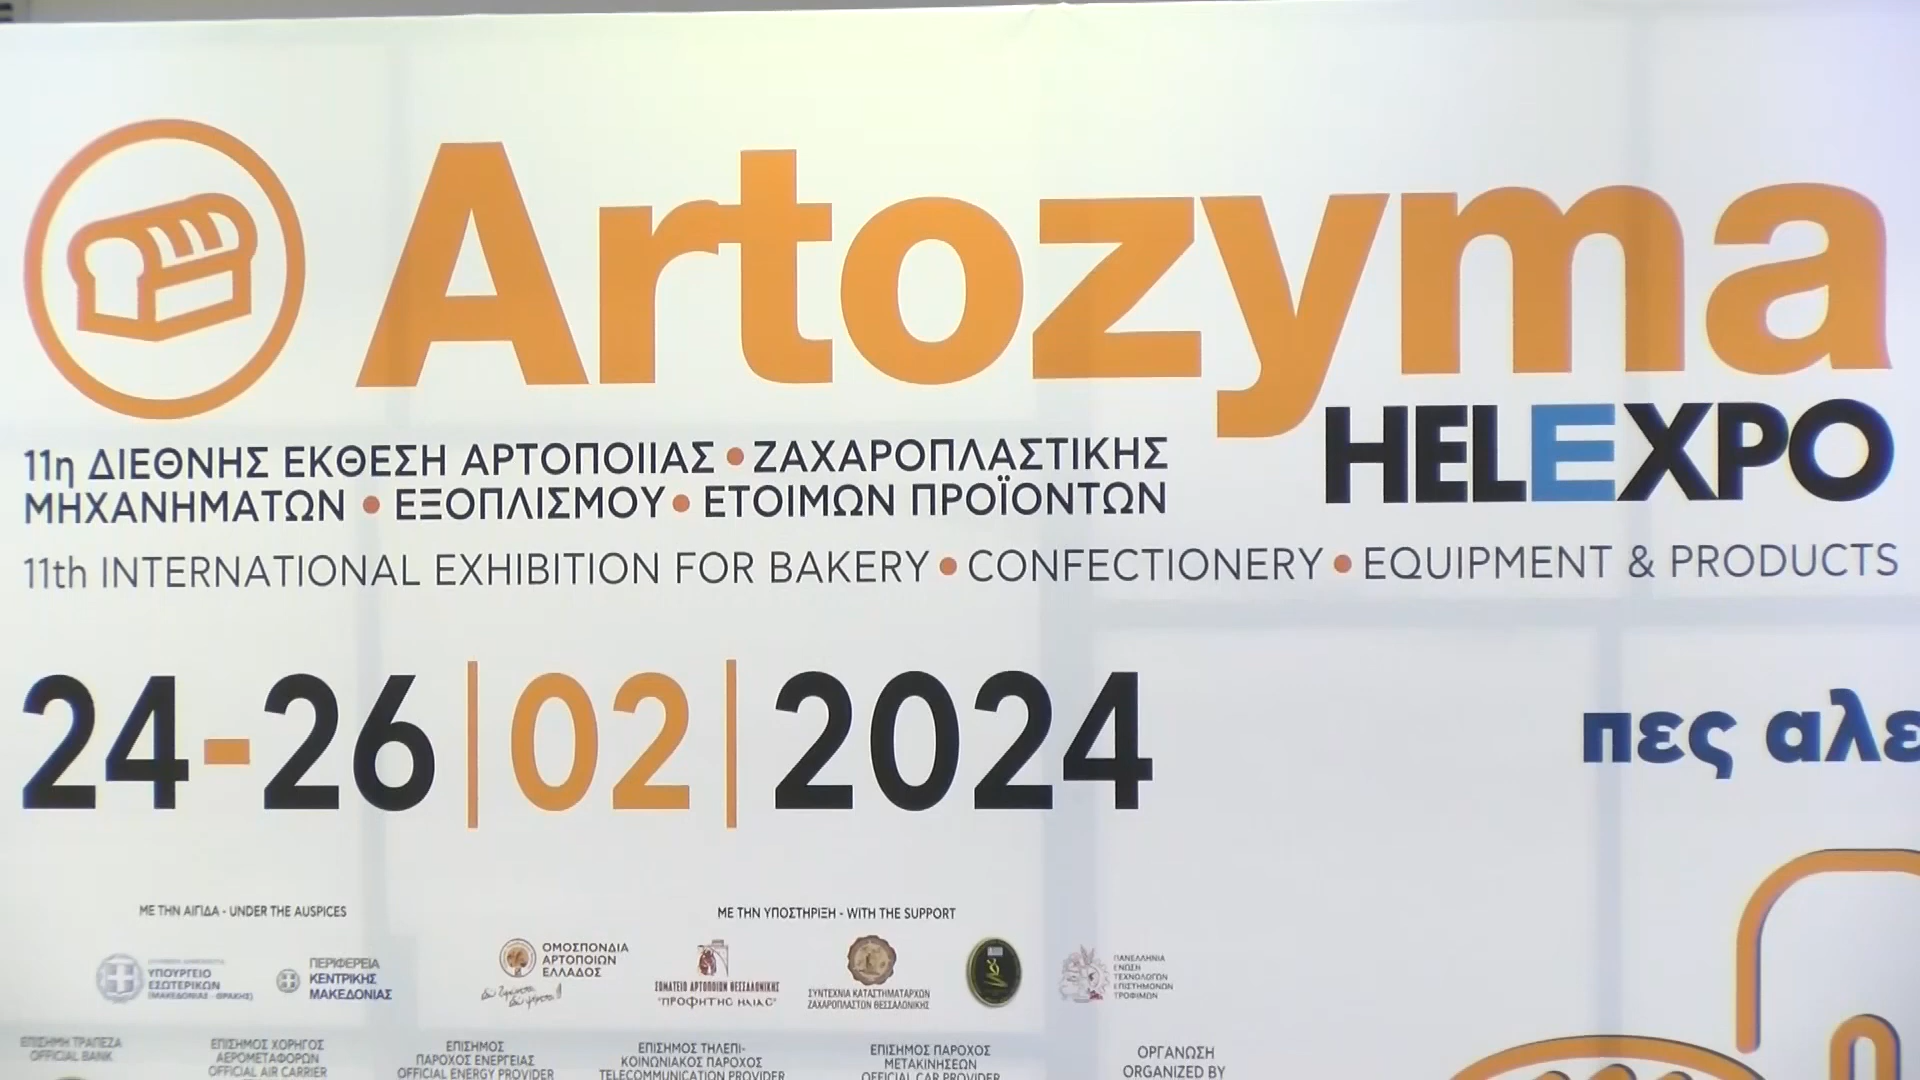 Artozyma
HELEXPO
11η ΔΙΕΘΝΗΣ ΕΚΘΕΣΗ ΑΡΤΟΠΟΙΙΑΣ • ΖΑΧΑΡΟΠΛΑΣΤΙΚΗΣ
ΜΗΧΑΝΗΜΑΤΩΝ • ΕΞΟΠΛΙΣΜΟΥ • ΕΤΟΙΜΩΝ ΠΡΟΪΟΝΤΩΝ
11th INTERNATIONAL EXHIBITION FOR BAKERY • CONFECTIONERY • EQUIPMENT & PRODUCTS
24-26|02|2024
πες αλε
ΜΕ ΤΗΝ ΑΙΓΙΔΑ - UNDER THE AUSPICES
ΜΕ ΤΗΝ ΥΠΟΣΤΗΡΙΞΗ - WITH THE SUPPORT
ΥΠΟΥΡΓΕΙΟ
ΕΣΩΤΕΡΙΚΩΝ
(ΜΑΚΕΔΟΝΙΑΣ - ΘΡΑΚΗΣ)
ΠΕΡΙΦΕΡΕΙΑ
ΚΕΝΤΡΙΚΗΣ
ΜΑΚΕΔΟΝΙΑΣ
ΟΜΟΣΠΟΝΔΙΑ
ΑΡΤΟΠΟΙΩΝ
ΕΛΛΑΔΟΣ
ΣΩΜΑΤΕΙΟ ΑΡΤΟΠΟΙΩΝ ΘΕΣΣΑΛΟΝΙΚΗΣ
"ΠΡΟΦΗΤΗΣ ΗΛΙΑΣ"
ΣΥΝΤΕΧΝΙΑ ΚΑΤΑΣΤΗΜΑΤΑΡΧΩΝ
ΖΑΧΑΡΟΠΛΑΣΤΩΝ ΘΕΣΣΑΛΟΝΙΚΗΣ
ΠΑΝΕΛΛΗΝΙΑ
ΕΝΩΣΗ
ΤΕΧΝΟΛΟΓΩΝ
ΕΠΙΣΤΗΜΟΝΩΝ
ΤΡΟΦΙΜΩΝ
ΕΠΙΣΗΜΗ ΤΡΑΠΕΖΑ
OFFICIAL BANK
ΕΠΙΣΗΜΟΣ ΧΟΡΗΓΟΣ
ΑΕΡΟΜΕΤΑΦΟΡΩΝ
OFFICIAL AIR CARRIER
ΕΠΙΣΗΜΟΣ
ΠΑΡΟΧΟΣ ΕΝΕΡΓΕΙΑΣ
OFFICIAL ENERGY PROVIDER
ΕΠΙΣΗΜΟΣ ΤΗΛΕΠΙ-
ΚΟΙΝΩΝΙΑΚΟΣ ΠΑΡΟΧΟΣ
TELECOMMUNICATION PROVIDER
ΕΠΙΣΗΜΟΣ ΠΑΡΟΧΟΣ
ΜΕΤΑΚΙΝΗΣΕΩΝ
OFFICIAL CAR PROVIDER
ΟΡΓΑΝΩΣΗ
ORGANIZED BY